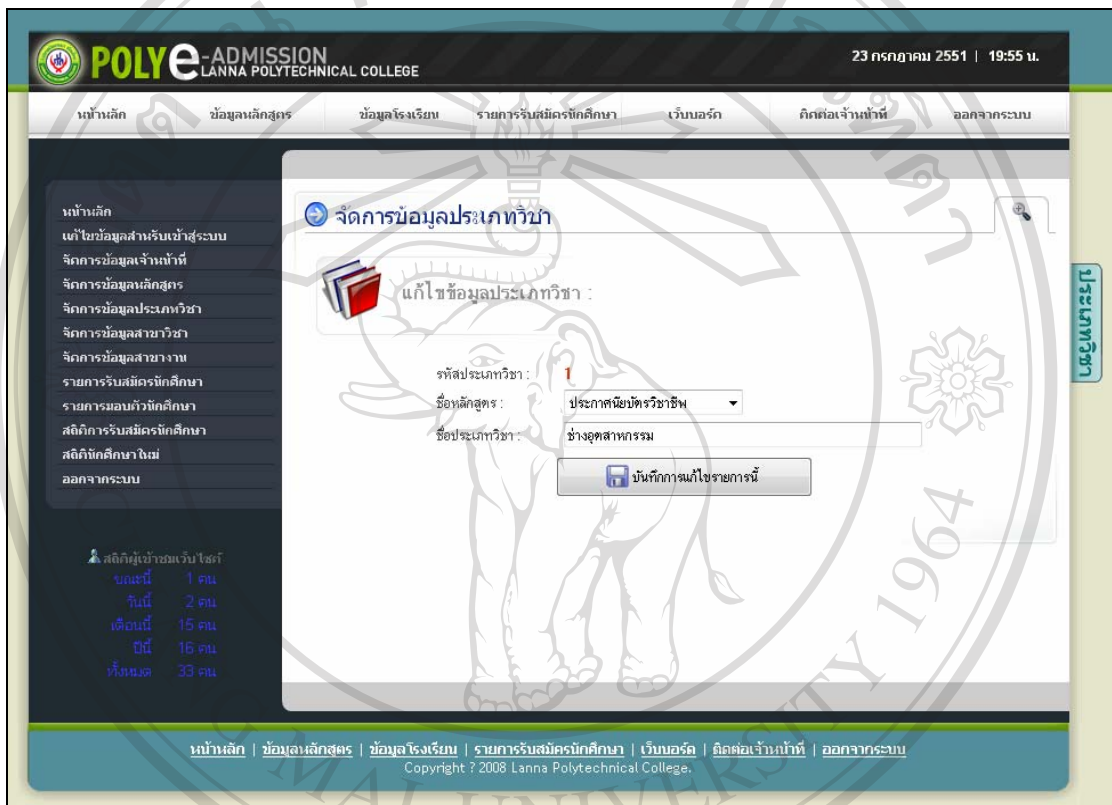 POLY e-ADMISSION
LANNA POLYTECHNICAL COLLEGE
23 กรกฎาคม 2551 | 19:55 น.
หน้าหลัก ข้อมูลหลักสูตร ข้อมูลโรงเรียน รายการรับสมัครนักศึกษา เว็บบอร์ด ติดต่อเจ้าหน้าที่ ออกจากระบบ
หน้าหลัก
แก้ไขข้อมูลสำหรับเข้าสู่ระบบ
จัดการข้อมูลเจ้าหน้าที่
จัดการข้อมูลหลักสูตร
จัดการข้อมูลประเภทวิชา
จัดการข้อมูลสาขาวิชา
จัดการข้อมูลสาขางาน
รายการรับสมัครนักศึกษา
รายการมอบตัวนักศึกษา
สถิติการรับสมัครนักศึกษา
สถิตินักศึกษาใหม่
ออกจากระบบ
สถิติผู้เข้าชมเว็บไซต์
ขณะนี้ 1 คน
วันนี้ 2 คน
เดือนนี้ 15 คน
ปีนี้ 16 คน
ทั้งหมด 33 คน
จัดการข้อมูลประเภทวิชา
แก้ไขข้อมูลประเภทวิชา :
รหัสประเภทวิชา : 1
ชื่อหลักสูตร : ประกาศนียบัตรวิชาชีพ
ชื่อประเภทวิชา : ช่างอุตสาหกรรม
บันทึกการแก้ไขรายการนี้
ประเภทวิชา
หน้าหลัก | ข้อมูลหลักสูตร | ข้อมูลโรงเรียน | รายการรับสมัครนักศึกษา | เว็บบอร์ด | ติดต่อเจ้าหน้าที่ | ออกจากระบบ
Copyright ? 2008 Lanna Polytechnical College.
1964